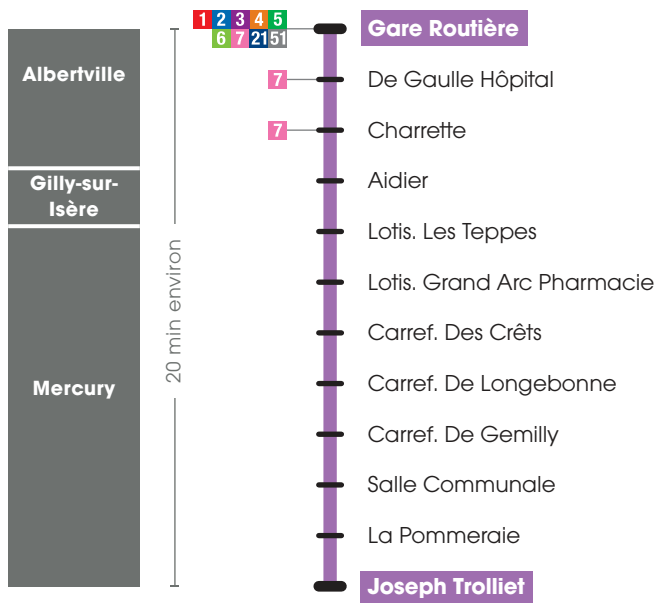 1 2 3 4 5
6 7 21 51
Gare Routière
Albertville
7
De Gaulle Hôpital
7
Charrette
Gilly-sur-
Isère
Aidier
Lotis. Les Teppes
20 min environ
Lotis. Grand Arc Pharmacie
Carref. Des Crêts
Mercury
Carref. De Longebonne
Carref. De Gemilly
Salle Communale
La Pommeraie
Joseph Trolliet